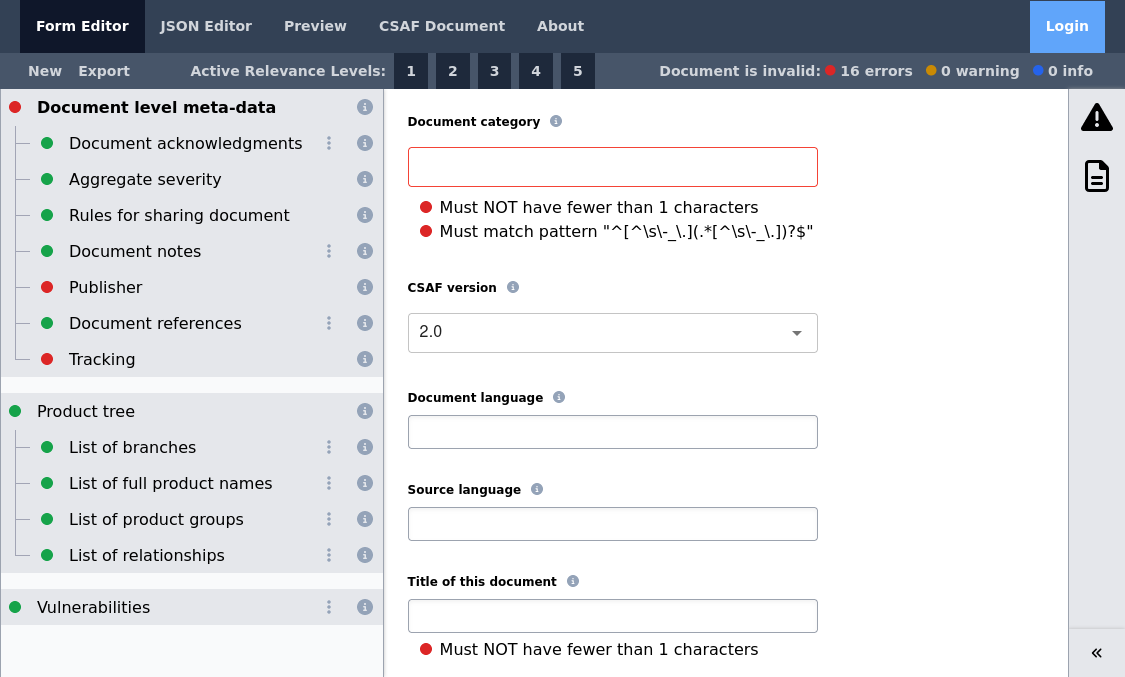 Form Editor JSON Editor Preview CSAF Document About Login
New Export Active Relevance Levels: 1 2 3 4 5 Document is invalid: 16 errors 0 warning 0 info
Document level meta-data
Document acknowledgments
Aggregate severity
Rules for sharing document
Document notes
Publisher
Document references
Tracking
Product tree
List of branches
List of full product names
List of product groups
List of relationships
Vulnerabilities
Document category
Must NOT have fewer than 1 characters
Must match pattern "^[^\s\-_\.](.*[^\s\-_\.])?$"
CSAF version
2.0
Document language
Source language
Title of this document
Must NOT have fewer than 1 characters
«